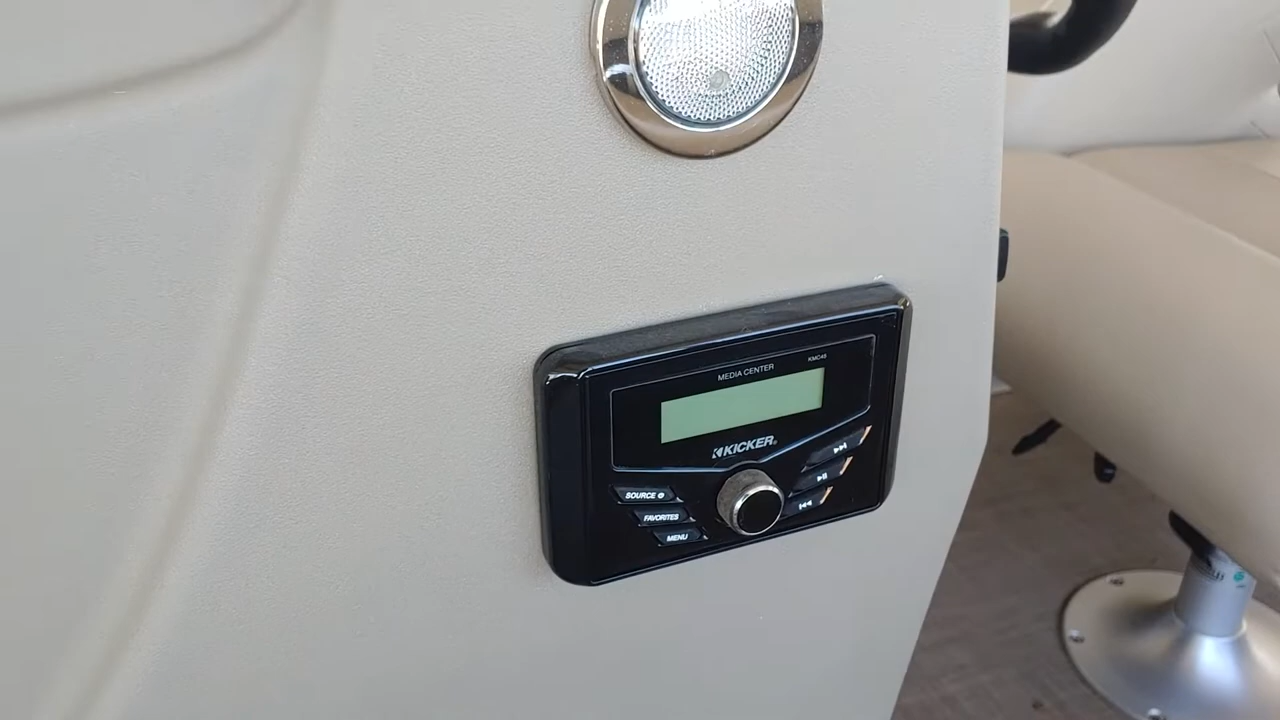 MEDIA CENTER
KMC45
KICKER
SOURCE
FAVORITES
MENU